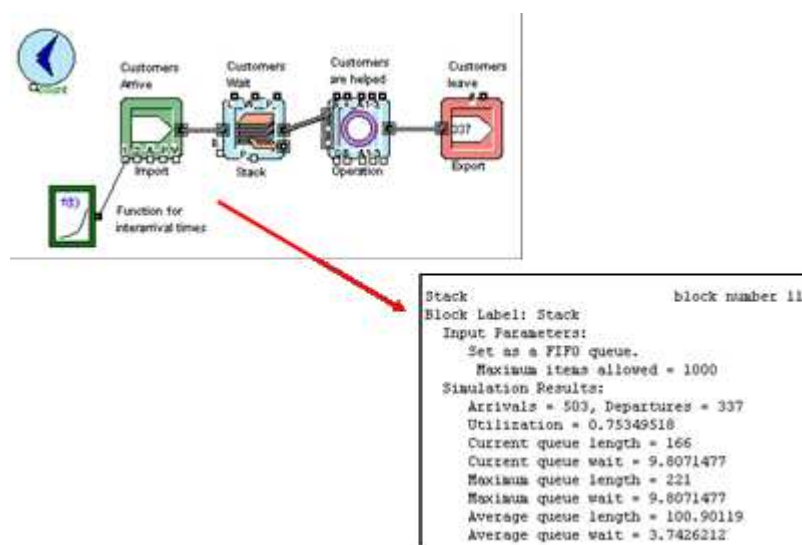 Count
Customers
Arrive
Import
Customers
Wait
Stack
Customers
are helped
Operation
Customers
leave
337
Export
f(t)
Function for
interarrival times
Stack block number 11
Block Label: Stack
Input Parameters:
Set as a FIFO queue.
Maximum items allowed = 1000
Simulation Results:
Arrivals = 503, Departures = 337
Utilization = 0.75349518
Current queue length = 166
Current queue wait = 9.8071477
Maximum queue length = 221
Maximum queue wait = 9.8071477
Average queue length = 100.90119
Average queue wait = 3.7426212